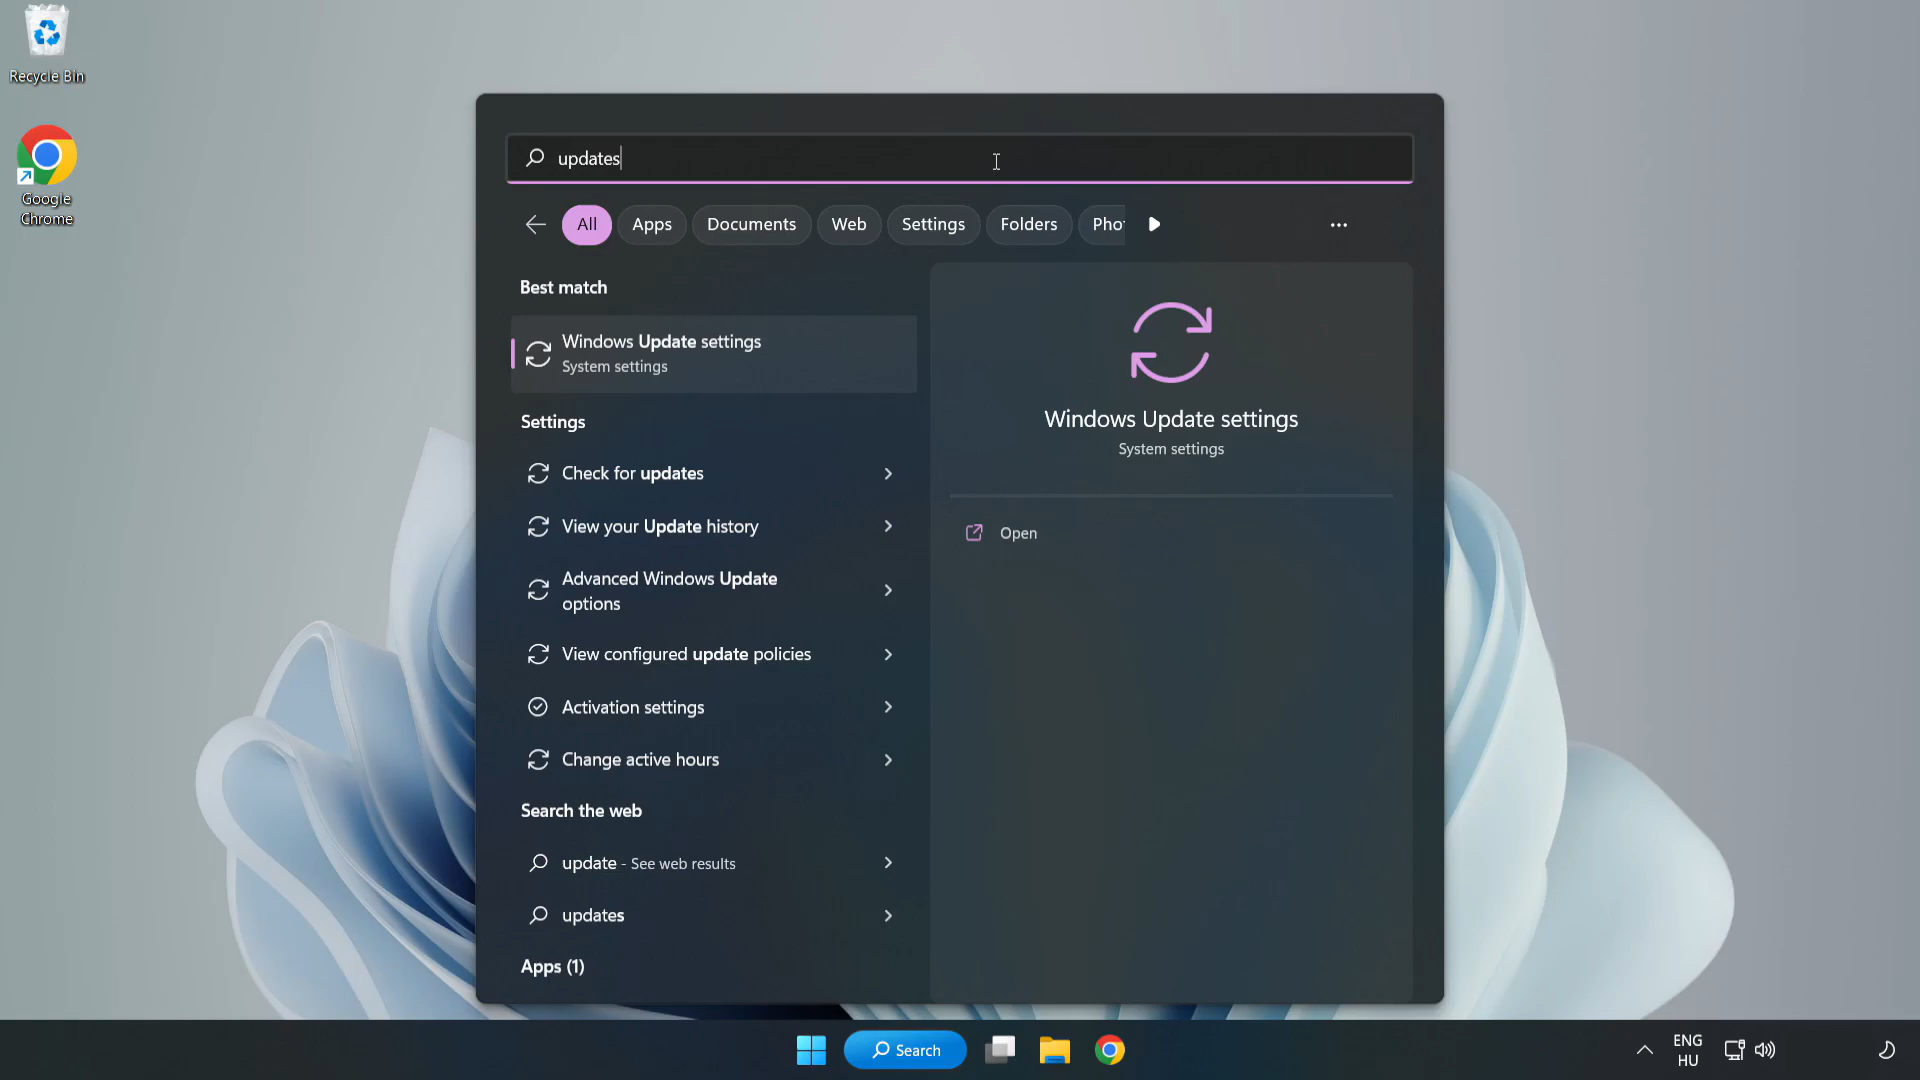 Recycle Bin
Google
Chrome
updates
All
Apps
Documents
Web
Settings
Folders
Pho
Best match
Windows Update settings
System settings
Settings
Check for updates
View your Update history
Advanced Windows Update
options
View configured update policies
Activation settings
Change active hours
Search the web
update - See web results
updates
Apps (1)
Windows Update settings
System settings
Open
Search
ENG
HU